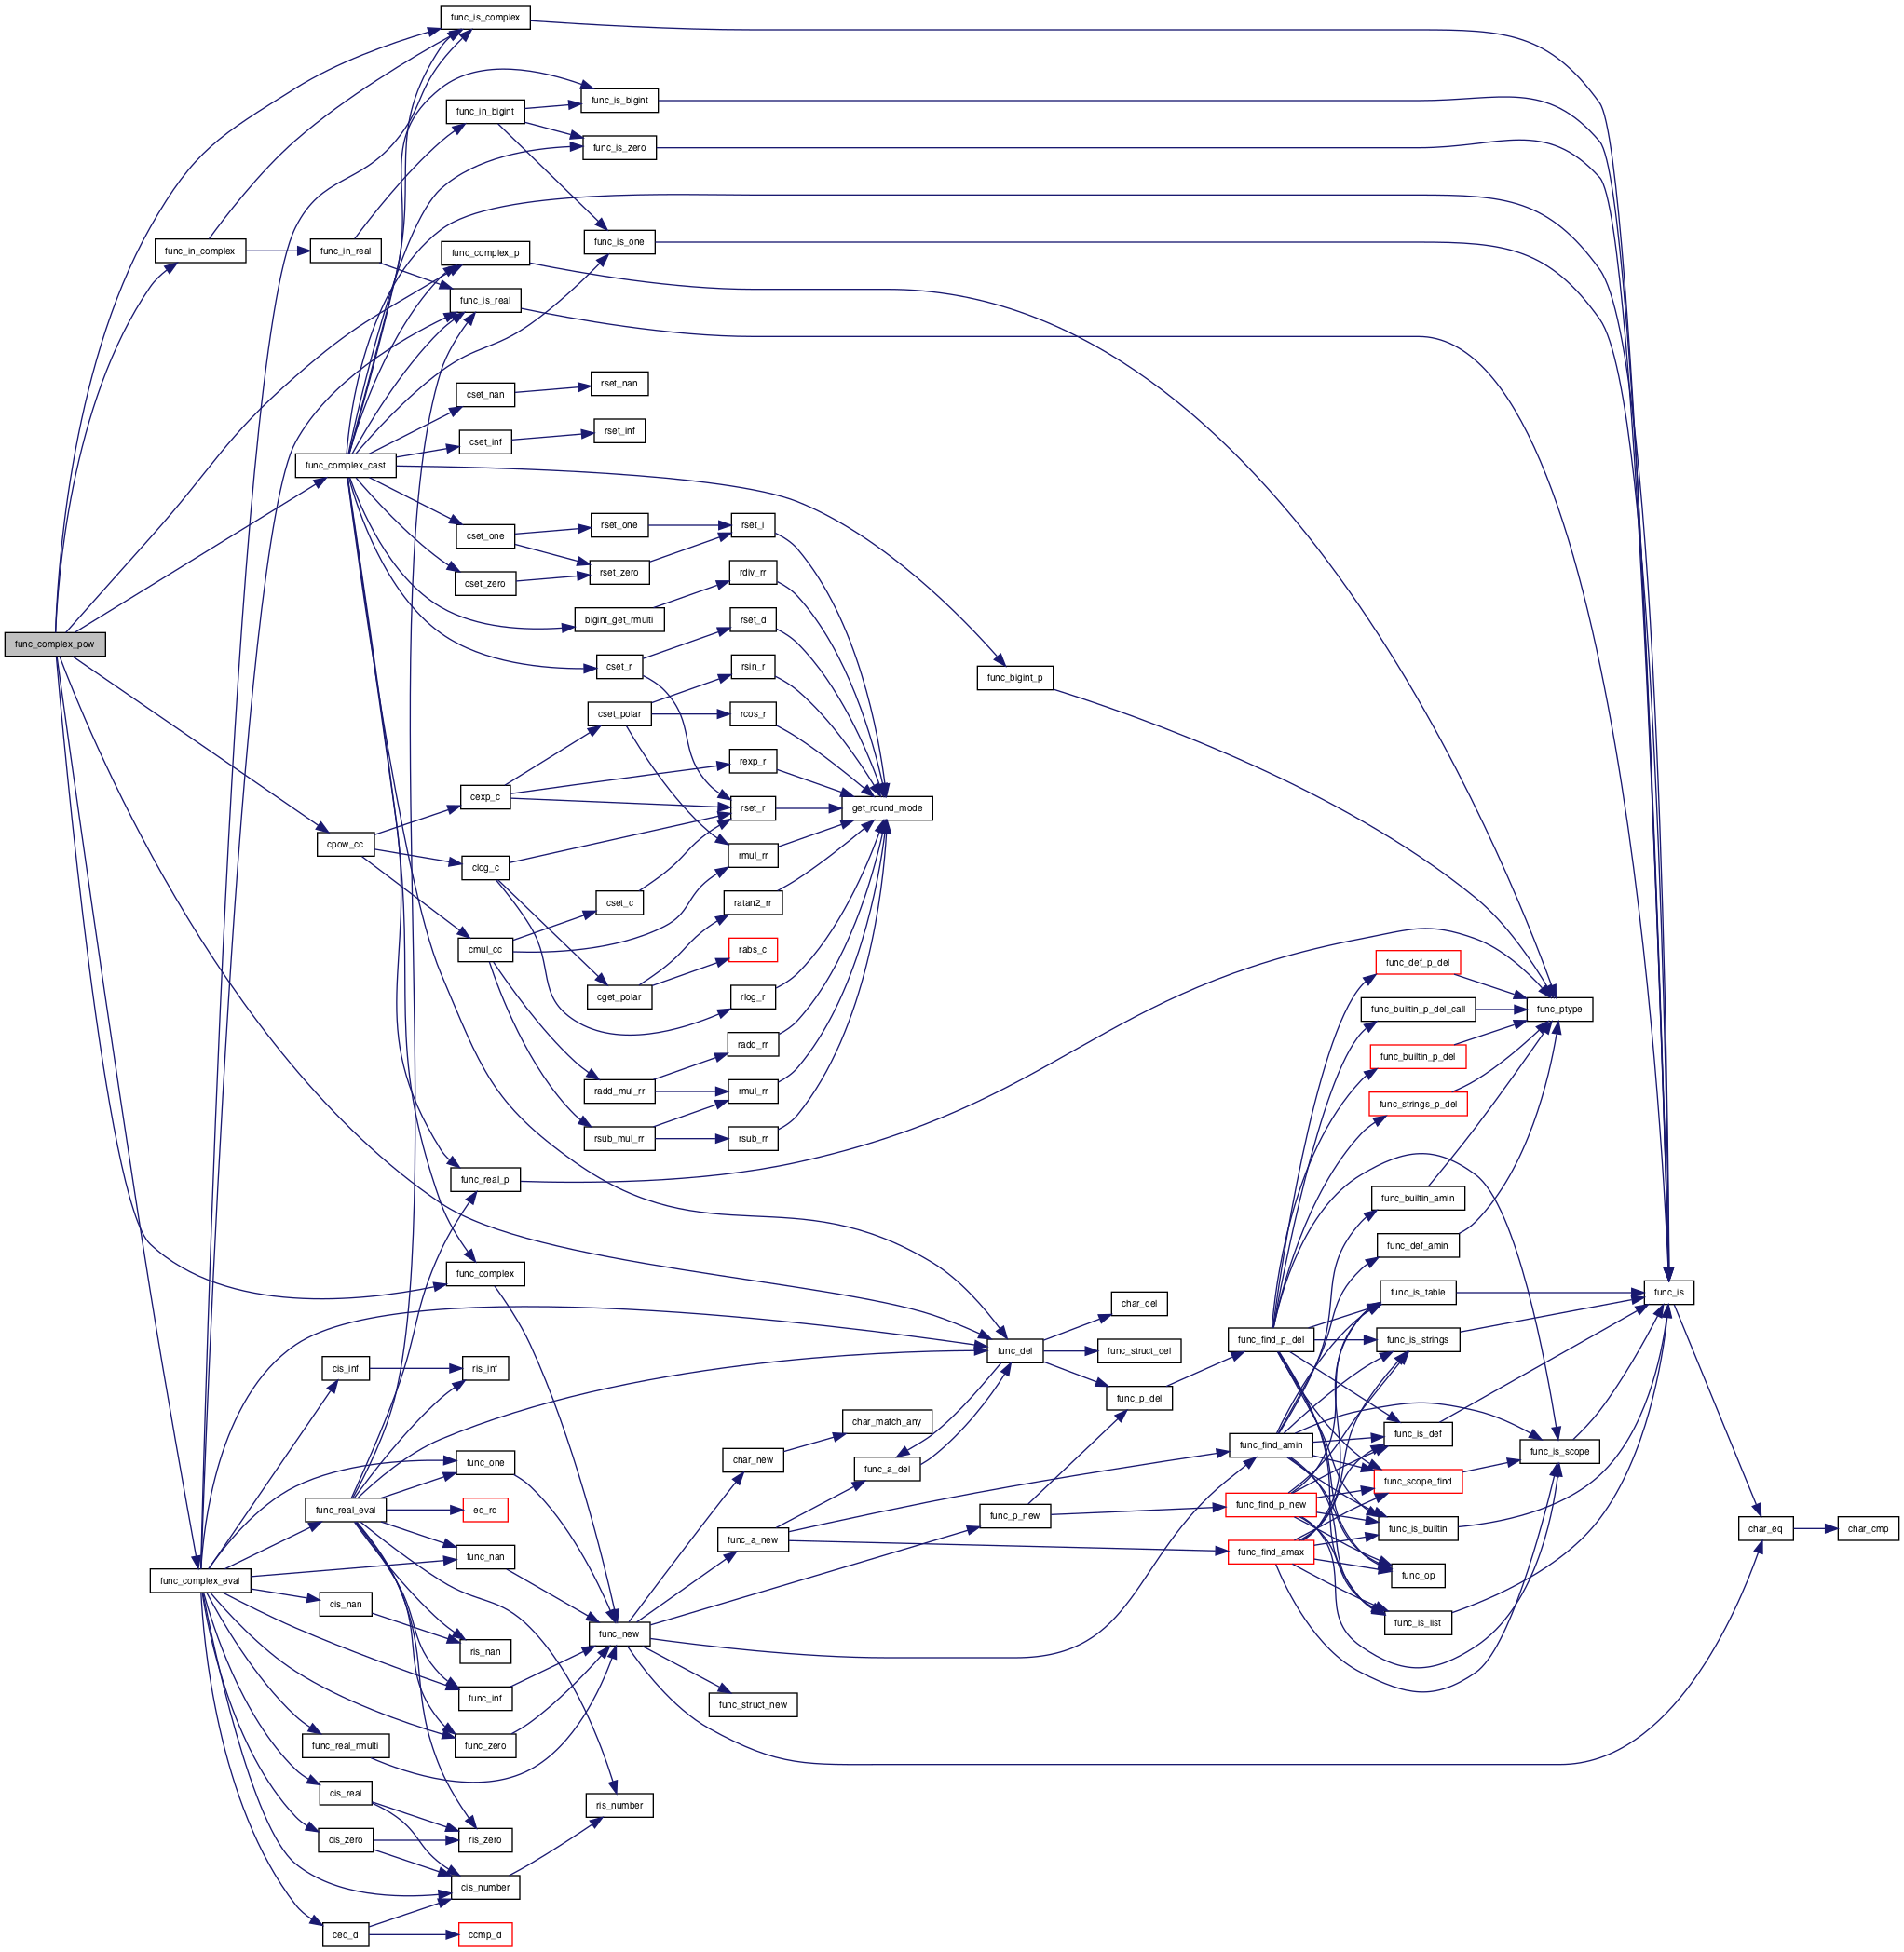 func_is_complex
func_in_bigint
func_is_bigint
func_is_zero
func_in_complex
func_in_real
func_complex_p
func_is_one
func_is_real
cset_nan
rset_nan
cset_inf
rset_inf
func_complex_cast
cset_one
rset_one
rset_i
cset_zero
rset_zero
rdiv_rr
bigint_get_rmulti
rset_d
func_complex_pow
cset_r
rsin_r
func_bigint_p
cset_polar
rcos_r
rexp_r
cexp_c
rset_r
get_round_mode
cpow_cc
clog_c
rmul_rr
cset_c
ratan2_rr
cmul_cc
rabs_c
cget_polar
rlog_r
func_def_p_del
func_builtin_p_del_call
func_ptype
radd_rr
func_builtin_p_del
radd_mul_rr
rmul_rr
func_strings_p_del
rsub_mul_rr
rsub_rr
func_real_p
func_builtin_amin
func_def_amin
func_complex
func_is_table
func_is
char_del
func_find_p_del
func_is_strings
func_del
func_struct_del
cis_inf
ris_inf
func_p_del
char_match_any
func_is_def
func_find_amin
func_is_scope
func_one
char_new
func_a_del
func_scope_find
func_real_eval
eq_rd
func_p_new
func_find_p_new
func_is_builtin
char_eq
char_cmp
func_a_new
func_find_amax
func_nan
func_op
func_complex_eval
cis_nan
func_is_list
func_new
ris_nan
func_inf
func_struct_new
func_real_rmulti
func_zero
cis_real
ris_number
cis_zero
ris_zero
cis_number
ceq_d
ccmp_d